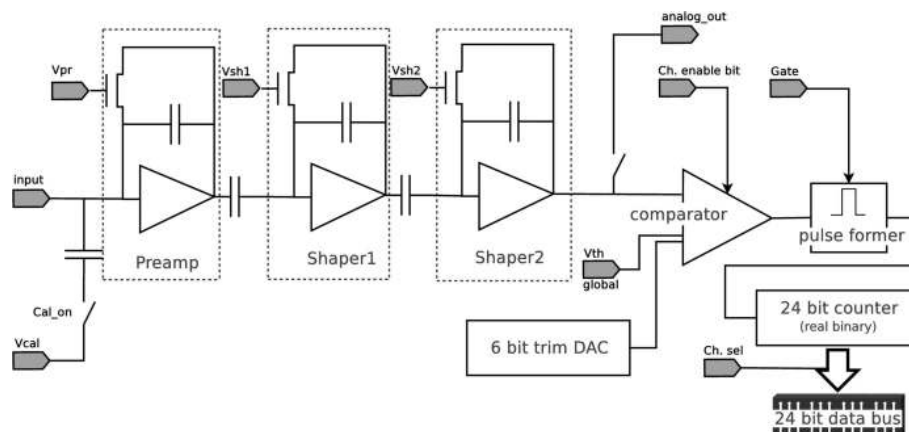 analog_out
Vpr
Vsh1
Vsh2
Ch. enable bit
Gate
input
comparator
pulse former
Preamp
Shaper1
Shaper2
Vth
global
Cal_on
24 bit counter
(real binary)
6 bit trim DAC
Vcal
Ch. sel
24 bit data bus